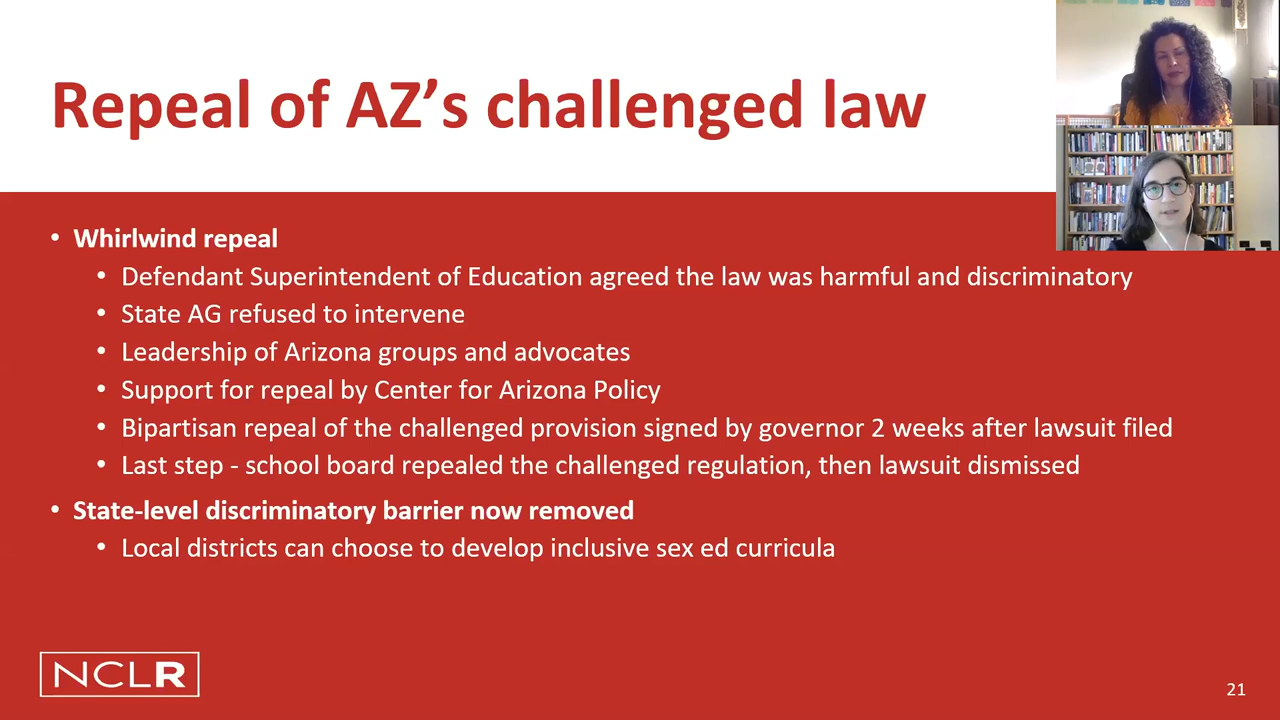 Repeal of AZ's challenged law
• Whirlwind repeal
• Defendant Superintendent of Education agreed the law was harmful and discriminatory
• State AG refused to intervene
• Leadership of Arizona groups and advocates
• Support for repeal by Center for Arizona Policy
• Bipartisan repeal of the challenged provision signed by governor 2 weeks after lawsuit filed
• Last step - school board repealed the challenged regulation, then lawsuit dismissed
• State-level discriminatory barrier now removed
• Local districts can choose to develop inclusive sex ed curricula
NCLR
21